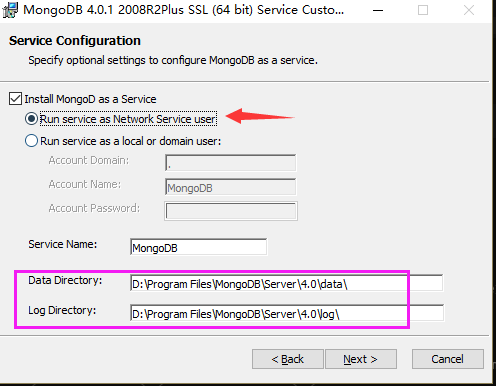 MongoDB 4.0.1 2008R2Plus SSL (64 bit) Service Custo...
Service Configuration
Specify optional settings to configure MongoDB as a service.
Install MongoD as a Service
Run service as Network Service user
Run service as a local or domain user:
Account Domain: .
Account Name: MongoDB
Account Password:
Service Name: MongoDB
Data Directory: D:\Program Files\MongoDB\Server\4.0\data\
Log Directory: D:\Program Files\MongoDB\Server\4.0\log\
< Back Next > Cancel